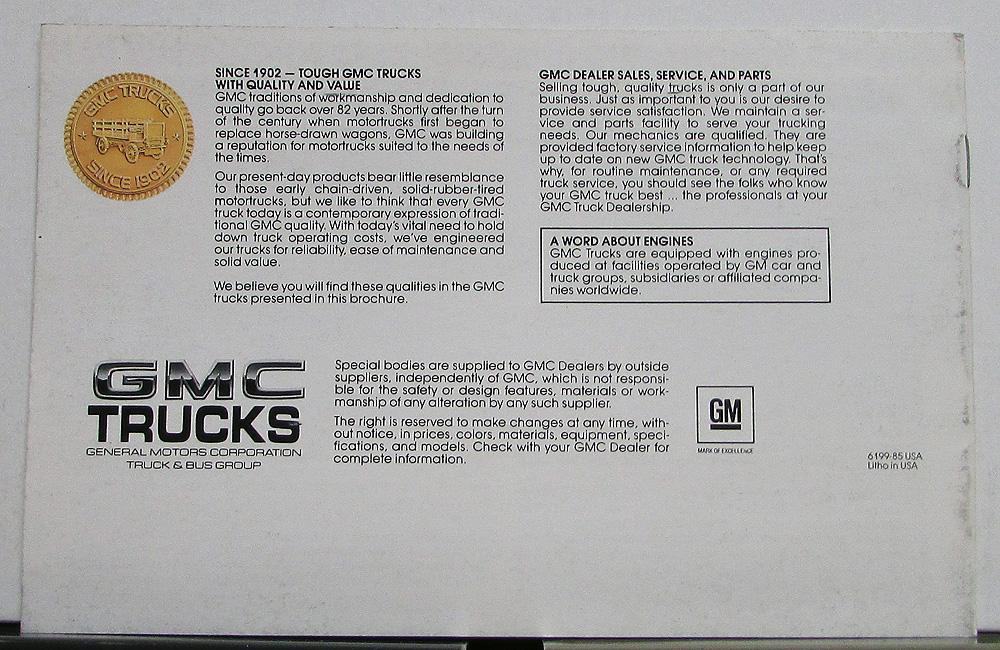 GMC TRUCKS
SINCE 1902
SINCE 1902 — TOUGH GMC TRUCKS
WITH QUALITY AND VALUE
GMC traditions of workmanship and dedication to
quality go back over 82 years. Shortly after the turn
of the century when motortrucks first began to
replace horse-drawn wagons, GMC was building
a reputation for motortrucks suited to the needs of
the times.
Our present-day products bear little resemblance
to those early chain-driven, solid-rubber-tired
motortrucks, but we like to think that every GMC
truck today is a contemporary expression of tradi-
tional GMC quality. With today's vital need to hold
down truck operating costs, we've engineered
our trucks for reliability, ease of maintenance and
solid value.
We believe you will find these qualities in the GMC
trucks presented in this brochure.
GMC DEALER SALES, SERVICE, AND PARTS
Selling tough, quality trucks is only a part of our
business. Just as important to you is our desire to
provide service satisfaction. We maintain a ser-
vice and parts facility to serve your trucking
needs. Our mechanics are qualified. They are
provided factory service information to help keep
up to date on new GMC truck technology. That's
why, for routine maintenance, or any required
truck service, you should see the folks who know
your GMC truck best ... the professionals at your
GMC Truck Dealership.
A WORD ABOUT ENGINES
GMC Trucks are equipped with engines pro-
duced at facilities operated by GM car and
truck groups, subsidiaries or affiliated compa-
nies worldwide.
GMC
TRUCKS
GENERAL MOTORS CORPORATION
TRUCK & BUS GROUP
Special bodies are supplied to GMC Dealers by outside
suppliers, independently of GMC, which is not responsi-
ble for the safety or design features, materials or work-
manship of any alteration by any such supplier.
The right is reserved to make changes at any time, with-
out notice, in prices, colors, materials, equipment, speci-
fications, and models. Check with your GMC Dealer for
complete information.
GM
MARK OF EXCELLENCE
6199-85 USA
Litho in USA